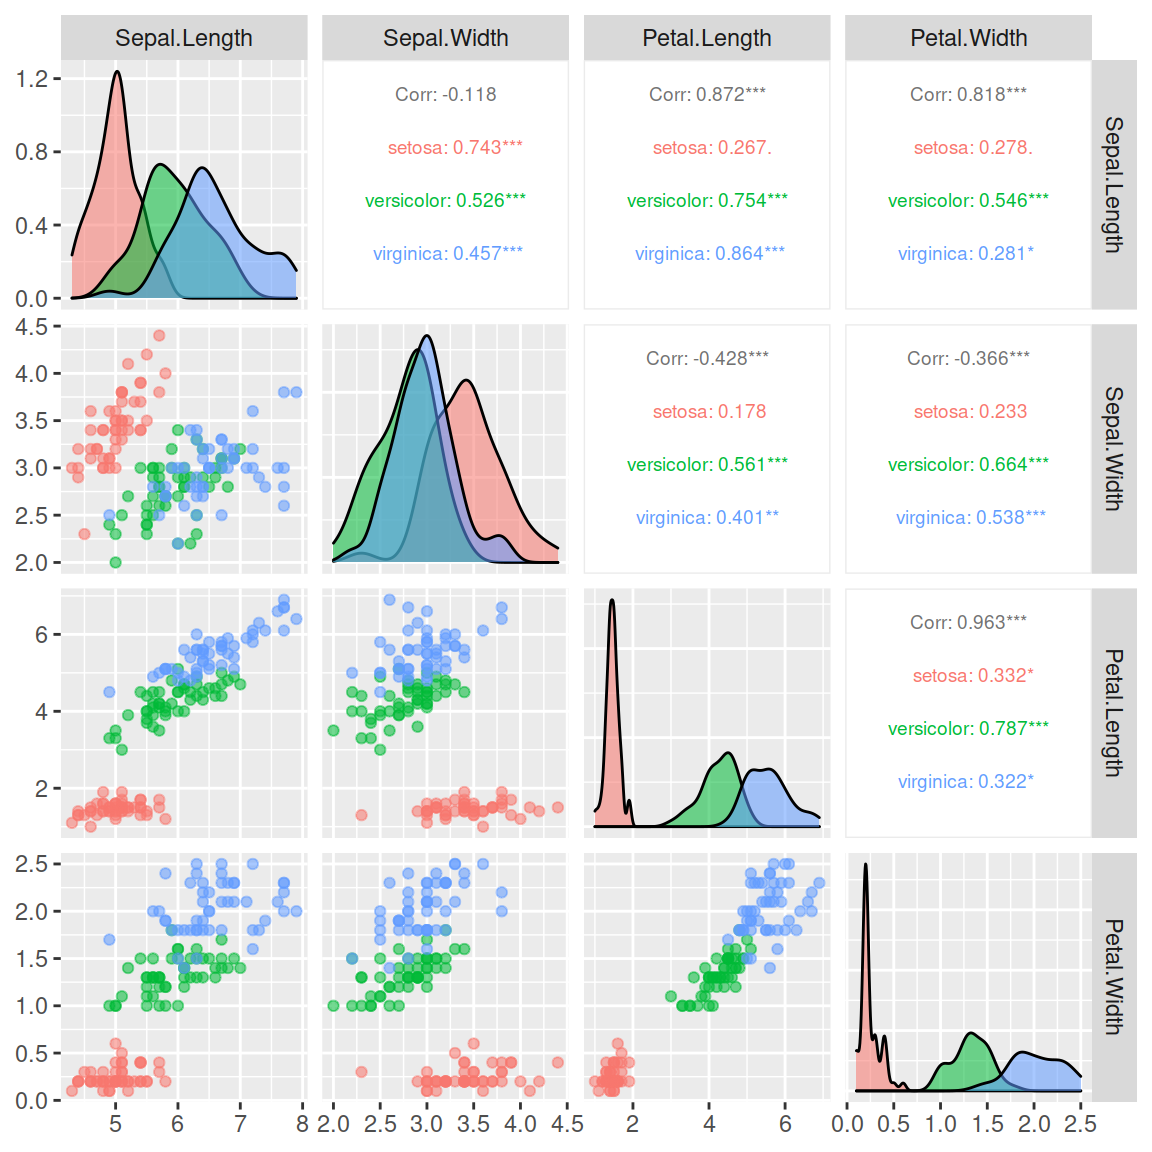 Sepal.Length
Sepal.Width
Petal.Length
Petal.Width
1.2
0.8
0.4
0.0
Corr: -0.118
setosa: 0.743***
versicolor: 0.526***
virginica: 0.457***
Corr: 0.872***
setosa: 0.267.
versicolor: 0.754***
virginica: 0.864***
Corr: 0.818***
setosa: 0.278.
versicolor: 0.546***
virginica: 0.281*
Sepal.Length
4.5
4.0
3.5
3.0
2.5
2.0
Corr: -0.428***
setosa: 0.178
versicolor: 0.561***
virginica: 0.401**
Corr: -0.366***
setosa: 0.233
versicolor: 0.664***
virginica: 0.538***
Sepal.Width
6
4
2
Corr: 0.963***
setosa: 0.332*
versicolor: 0.787***
virginica: 0.322*
Petal.Length
2.5
2.0
1.5
1.0
0.5
0.0
Petal.Width
5 6 7 8
2.0 2.5 3.0 3.5 4.0 4.5
2 4 6
0.0 0.5 1.0 1.5 2.0 2.5